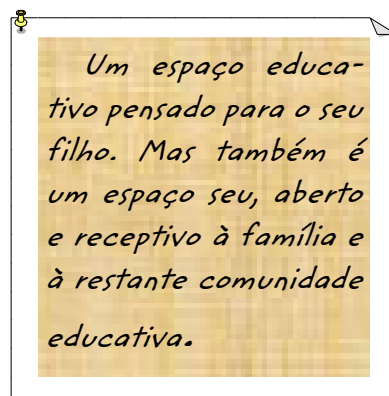 Um espaço educa-
tivo pensado para o seu
filho. Mas também é
um espaço seu, aberto
e receptivo à família e
à restante comunidade
educativa.